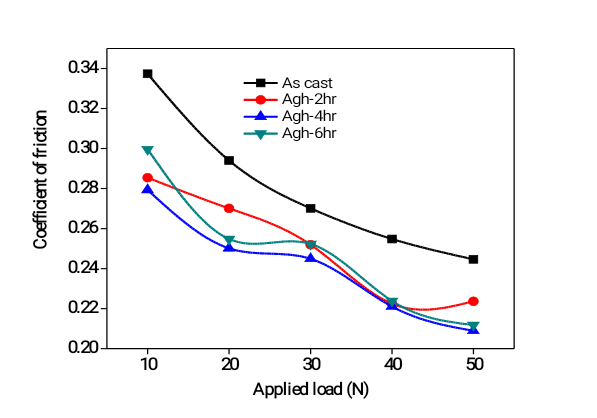 0.34
0.32
0.30
0.28
0.26
0.24
0.22
0.20
Coefficient of friction
As cast
Agh-2hr
Agh-4hr
Agh-6hr
10 20 30 40 50
Applied load (N)